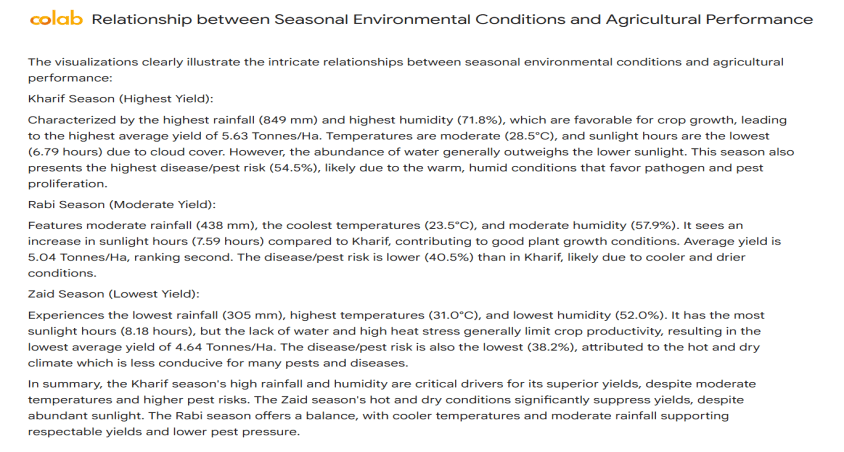 colab Relationship between Seasonal Environmental Conditions and Agricultural Performance
The visualizations clearly illustrate the intricate relationships between seasonal environmental conditions and agricultural
performance:
Kharif Season (Highest Yield):
Characterized by the highest rainfall (849 mm) and highest humidity (71.8%), which are favorable for crop growth, leading
to the highest average yield of 5.63 Tonnes/Ha. Temperatures are moderate (28.5°C), and sunlight hours are the lowest
(6.79 hours) due to cloud cover. However, the abundance of water generally outweighs the lower sunlight. This season also
presents the highest disease/pest risk (54.5%), likely due to the warm, humid conditions that favor pathogen and pest
proliferation.
Rabi Season (Moderate Yield):
Features moderate rainfall (438 mm), the coolest temperatures (23.5°C), and moderate humidity (57.9%). It sees an
increase in sunlight hours (7.59 hours) compared to Kharif, contributing to good plant growth conditions. Average yield is
5.04 Tonnes/Ha, ranking second. The disease/pest risk is lower (40.5%) than in Kharif, likely due to cooler and drier
conditions.
Zaid Season (Lowest Yield):
Experiences the lowest rainfall (305 mm), highest temperatures (31.0°C), and lowest humidity (52.0%). It has the most
sunlight hours (8.18 hours), but the lack of water and high heat stress generally limit crop productivity, resulting in the
lowest average yield of 4.64 Tonnes/Ha. The disease/pest risk is also the lowest (38.2%), attributed to the hot and dry
climate which is less conducive for many pests and diseases.
In summary, the Kharif season's high rainfall and humidity are critical drivers for its superior yields, despite moderate
temperatures and higher pest risks. The Zaid season's hot and dry conditions significantly suppress yields, despite
abundant sunlight. The Rabi season offers a balance, with cooler temperatures and moderate rainfall supporting
respectable yields and lower pest pressure.